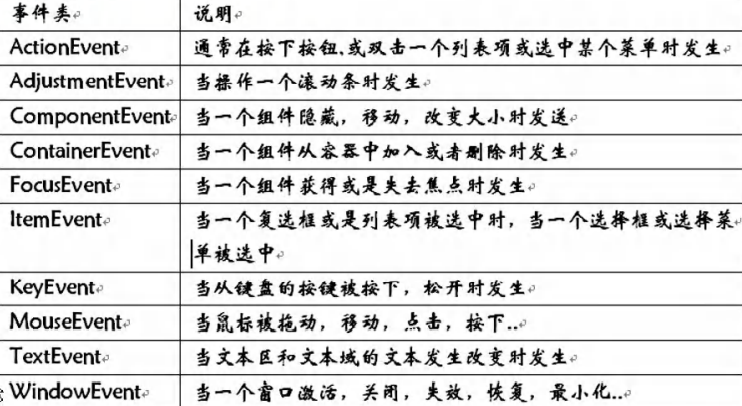 事件类 说明
ActionEvent 通常在按下按钮,或双击一个列表项或选中某个菜单时发生
AdjustmentEvent 当操作一个滚动条时发生
ComponentEvent 当一个组件隐藏，移动，改变大小时发送
ContainerEvent 当一个组件从容器中加入或者删除时发生
FocusEvent 当一个组件获得或是失去焦点时发生
ItemEvent 当一个复选框或是列表项被选中时，当一个选择框或选择菜
单被选中
KeyEvent 当从键盘的按键被按下，松开时发生
MouseEvent 当鼠标被拖动，移动，点击，按下..
TextEvent 当文本区和文本域的文本发生改变时发生
WindowEvent 当一个窗口激活，关闭，失效，恢复，最小化..